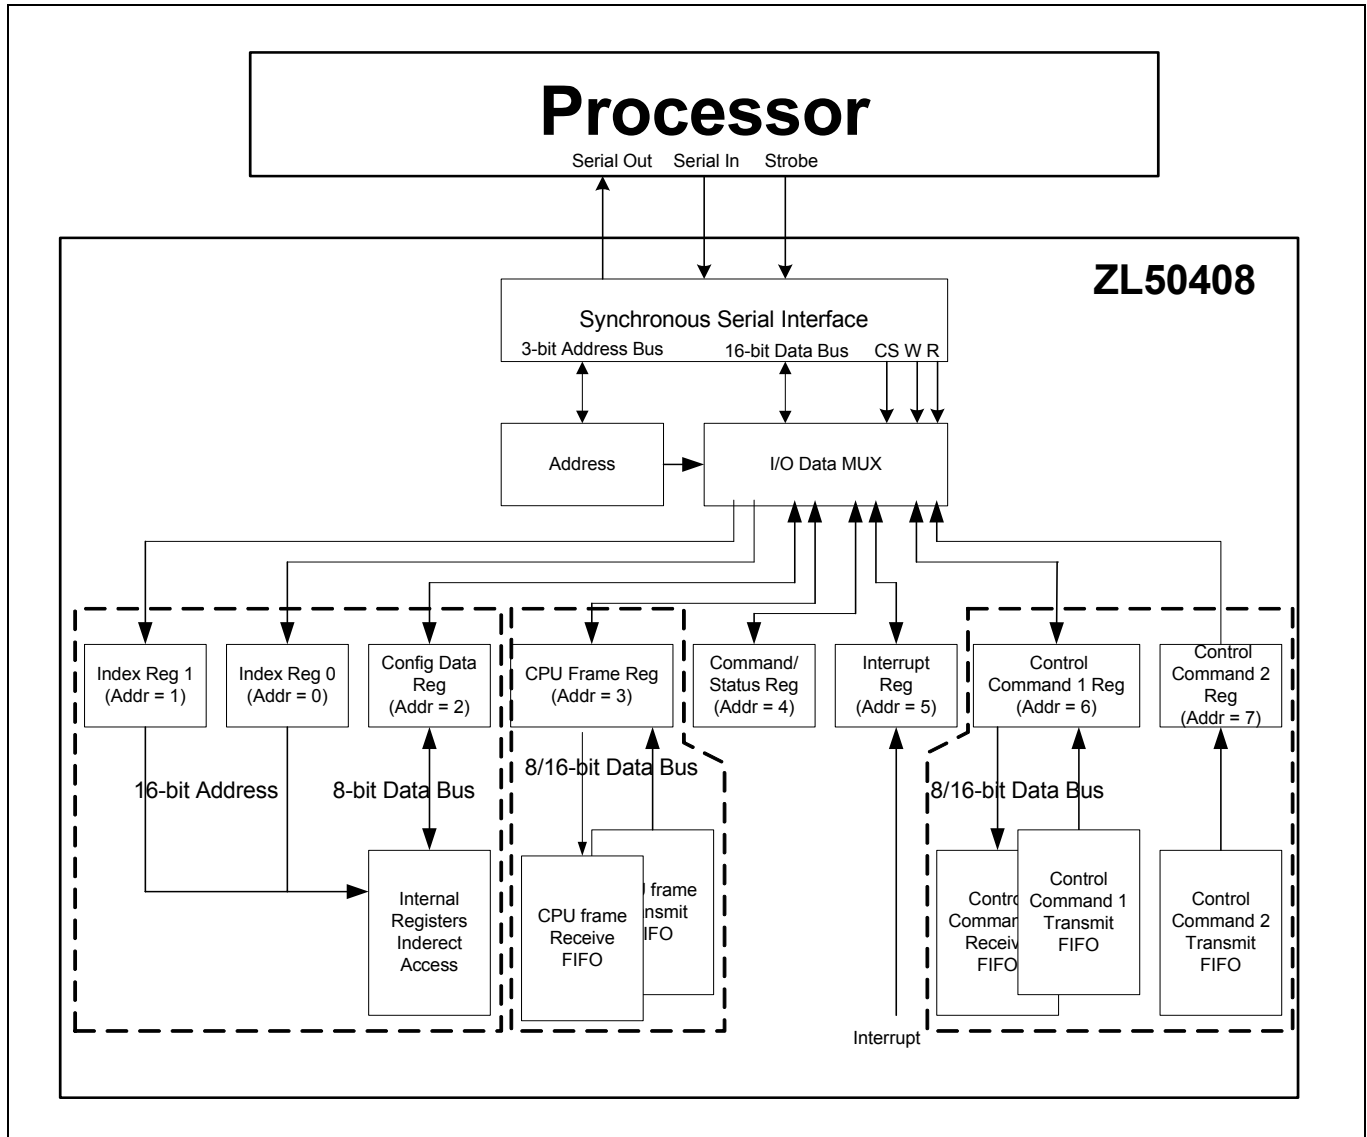 Processor
Serial Out Serial In Strobe
ZL50408
Synchronous Serial Interface
3-bit Address Bus 16-bit Data Bus CS W R
Address
I/O Data MUX
Index Reg 1
(Addr = 1)
Index Reg 0
(Addr = 0)
Config Data
Reg
(Addr = 2)
CPU Frame Reg
(Addr = 3)
Command/
Status Reg
(Addr = 4)
Interrupt
Reg
(Addr = 5)
Control
Command 1 Reg
(Addr = 6)
Control
Command 2
Reg
(Addr = 7)
16-bit Address
8-bit Data Bus
8/16-bit Data Bus
8/16-bit Data Bus
Internal
Registers
Inderect
Access
CPU frame
Receive
FIFO
frame
Control
Command 1
Transmit
FIFO
Receiv
FIFO
Control
Command 2
Transmit
FIFO
Interrupt